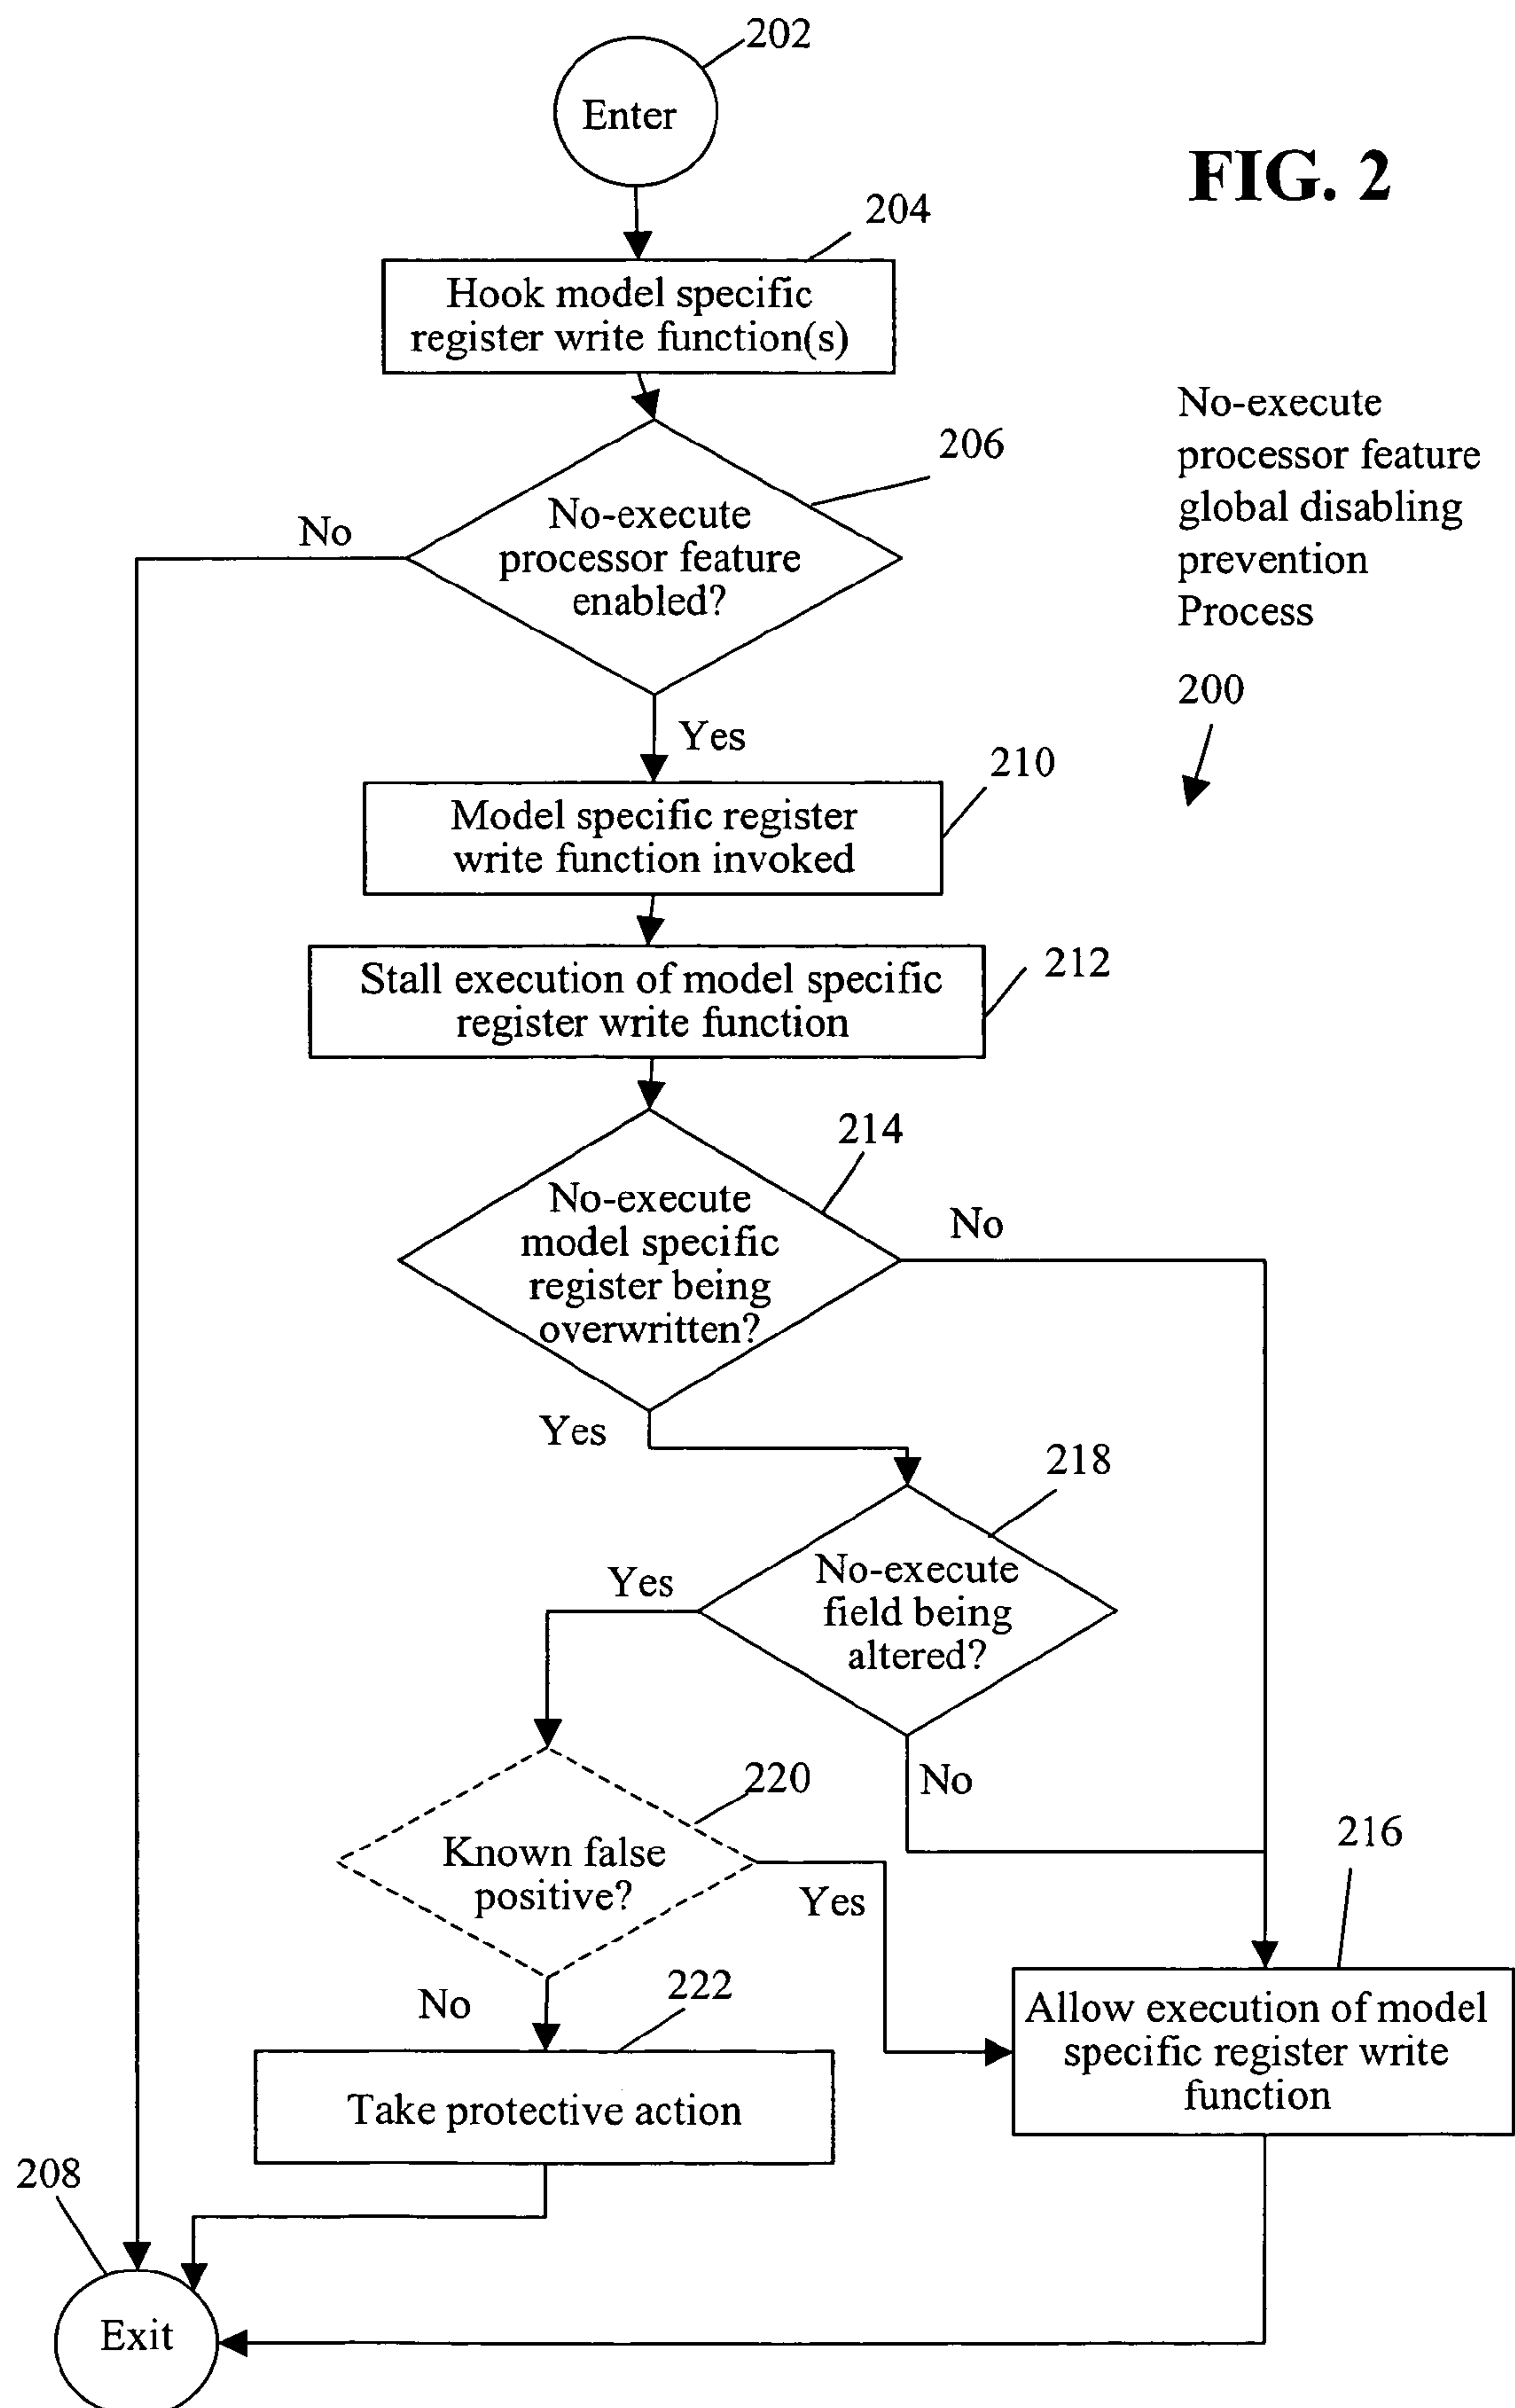 202
Enter
FIG. 2
204
Hook model specific
register write function(s)
No-execute
processor feature
global disabling
prevention
Process
200
206
No-execute
processor feature
enabled?
No
Yes
210
Model specific register
write function invoked
212
Stall execution of model specific
register write function
214
No-execute
model specific
register being
overwritten?
No
Yes
218
No-execute
field being
altered?
Yes
No
220
Known false
positive?
Yes
No
216
Allow execution of model
specific register write
function
222
Take protective action
208
Exit